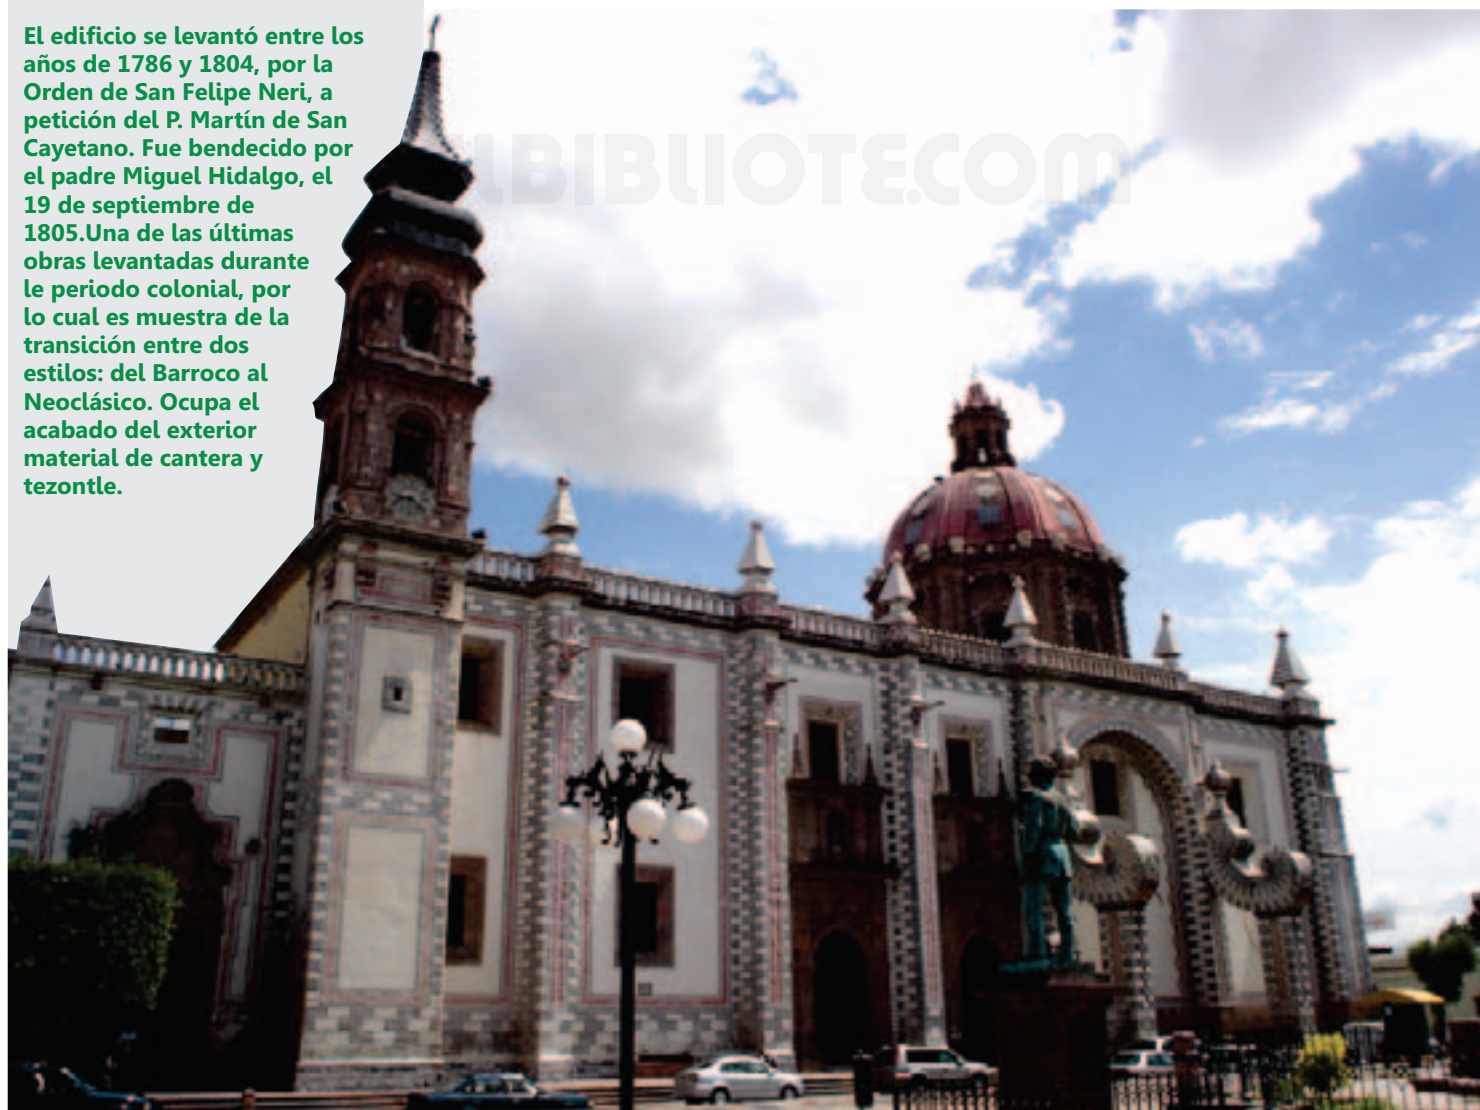 El edificio se levantó entre los
años de 1786 y 1804, por la
Orden de San Felipe Neri, a
petición del P. Martín de San
Cayetano. Fue bendecido por
el padre Miguel Hidalgo, el
19 de septiembre de
1805.Una de las últimas
obras levantadas durante
le periodo colonial, por
lo cual es muestra de la
transición entre dos
estilos: del Barroco al
Neoclásico. Ocupa el
acabado del exterior
material de cantera y
tezontle.
LBIBLIOTE.COM